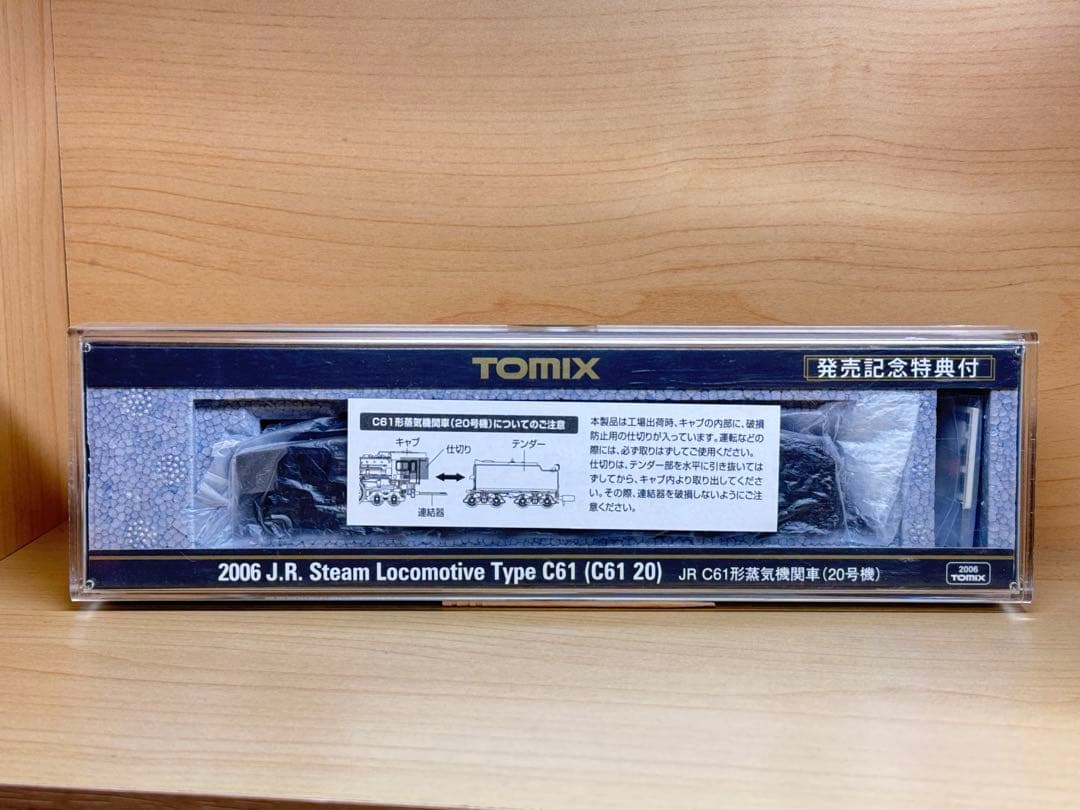 TOMIX
発売記念特典付
C61形蒸気機関車(20号機)についてのご注意
キャブ
仕切り
テンダー
連結器
本製品は工場出荷時、キャブの内部に、破損
防止用の仕切りが入っています。運転などの
際には、必ず取りはずしてご使用ください。
仕切りは、テンダー部を水平に引き抜いては
ずしてから、キャブ内より取り出してくださ
い。その際、連結器を破損しないようにご注
意ください。
2006 J.R. Steam Locomotive Type C61 (C61 20)
JR C61形蒸気機関車(20号機)
2006
TOMIX